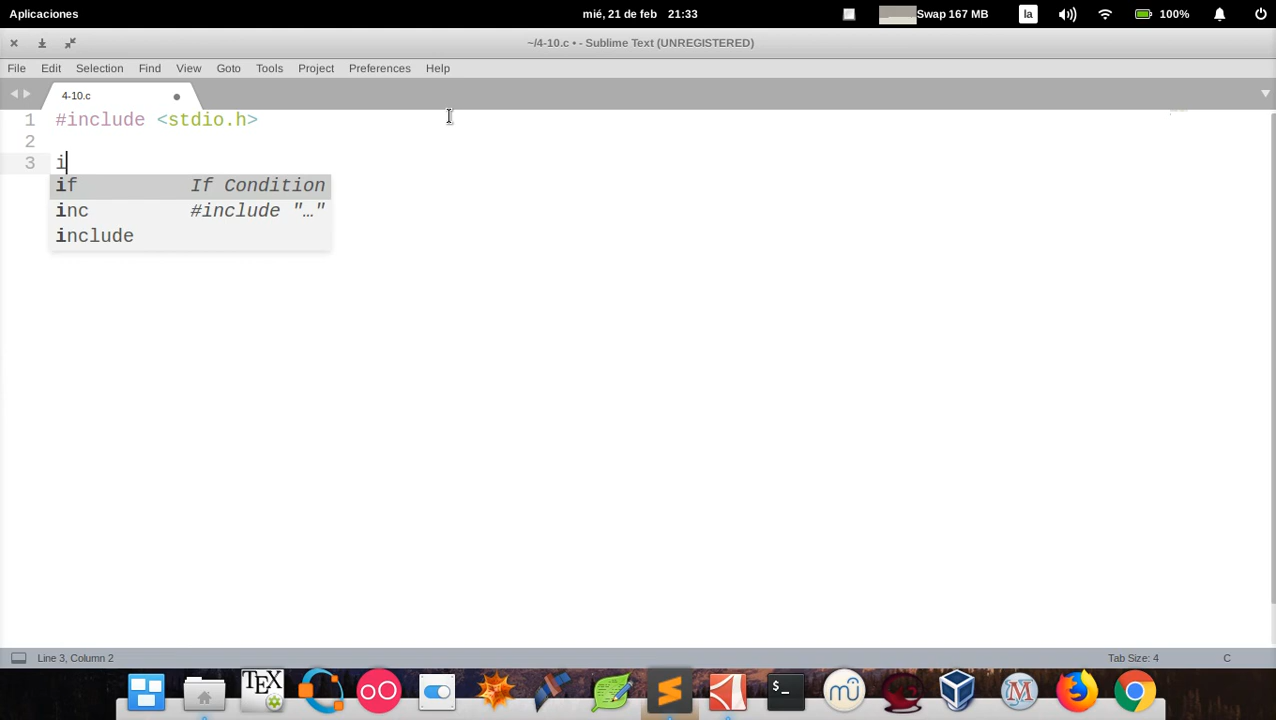 Aplicaciones mié, 21 de feb 21:33 Swap 167 MB la 100%
~/4-10.c • - Sublime Text (UNREGISTERED)
File Edit Selection Find View Goto Tools Project Preferences Help
4-10.c
1 #include <stdio.h>
2
3 i
if If Condition
inc #include "…"
include
Line 3, Column 2 Tab Size: 4 C
TEX
>_
mu
M